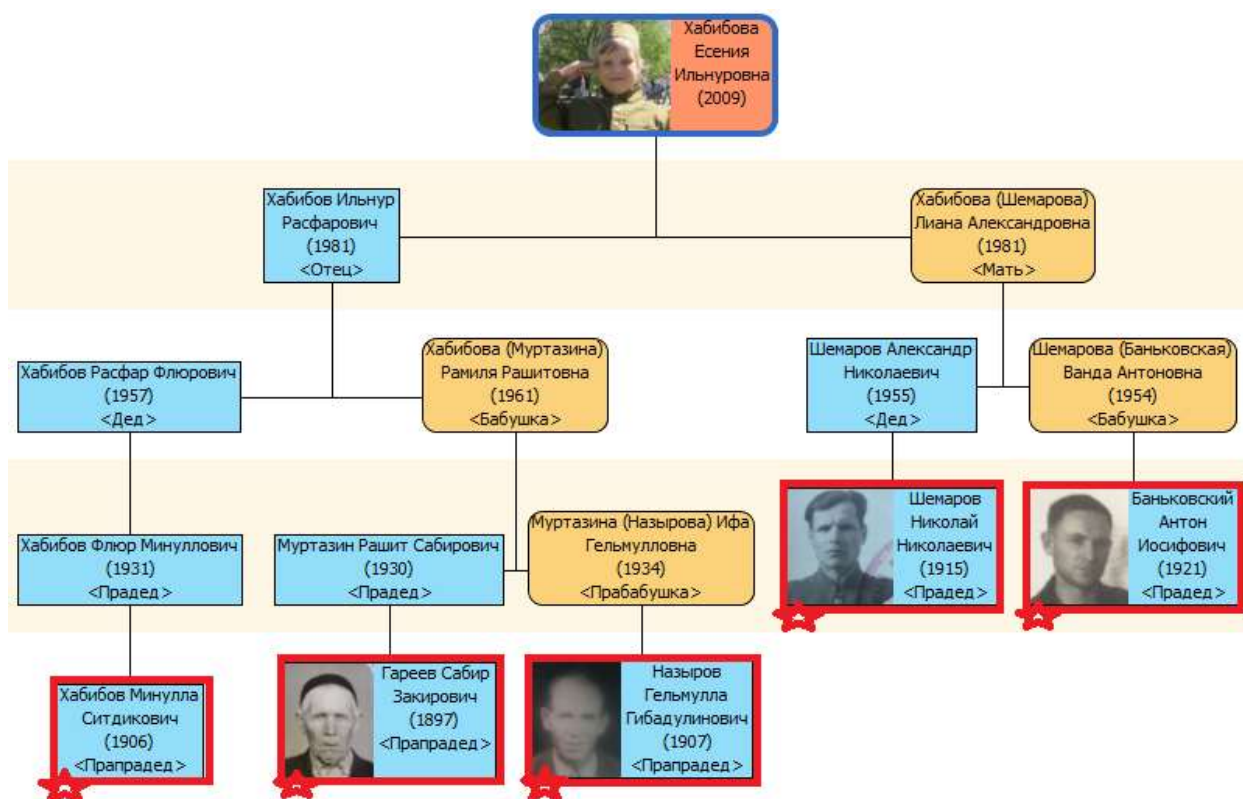 Хабибова
Есения
Ильнуровна
(2009)
Хабибов Ильнур
Расфарович
(1981)
<Отец>
Хабибова (Шемарова)
Лиана Александровна
(1981)
<Мать>
Хабибов Расфар Флюрович
(1957)
<Дед>
Хабибова (Муртазина)
Рамиля Рашитовна
(1961)
<Бабушка>
Шемаров Александр
Николаевич
(1955)
<Дед>
Шемарова (Баньковская)
Ванда Антоновна
(1954)
<Бабушка>
Хабибов Флюр Минуллович
(1931)
<Прадед>
Муртазин Рашит Сабирович
(1930)
<Прадед>
Муртазина (Назырова) Ифа
Гельмулловна
(1934)
<Прабабушка>
Шемаров
Николай
Николаевич
(1915)
<Прадед>
Баньковский
Антон
Иосифович
(1921)
<Прадед>
Хабибов Минулла
Ситдикович
(1906)
<Прапрадед>
Гареев Сабир
Закирович
(1897)
<Прапрадед>
Назыров
Гельмулла
Гибадулинович
(1907)
<Прапрадед>